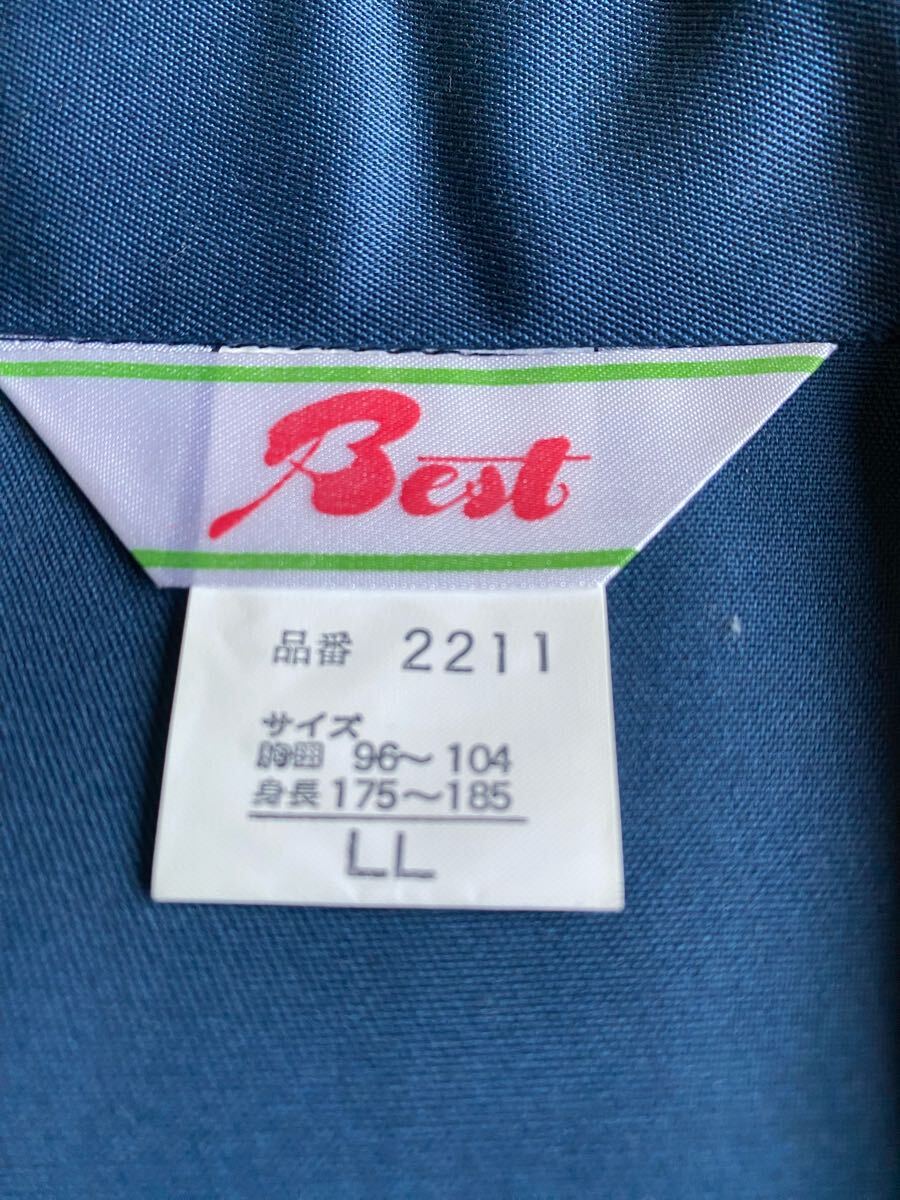 Best
品番 2211
サイズ
胸囲 96〜104
身長 175〜185
LL